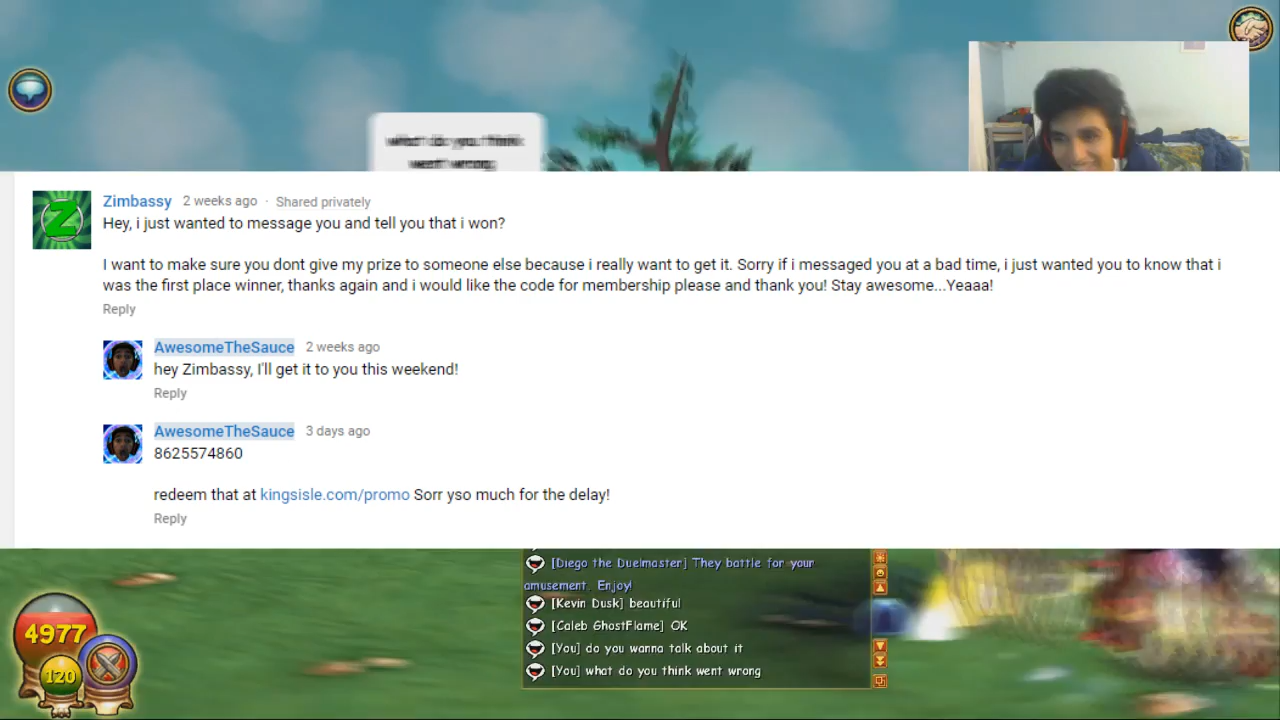 what do you think
went wrong
Zimbassy 2 weeks ago · Shared privately
Hey, i just wanted to message you and tell you that i won?
I want to make sure you dont give my prize to someone else because i really want to get it. Sorry if i messaged you at a bad time, i just wanted you to know that i
was the first place winner, thanks again and i would like the code for membership please and thank you! Stay awesome...Yeaaa!
Reply
AwesomeTheSauce 2 weeks ago
hey Zimbassy, I'll get it to you this weekend!
Reply
AwesomeTheSauce 3 days ago
8625574860
redeem that at kingsisle.com/promo Sorr yso much for the delay!
Reply
[Diego the Duelmaster] They battle for your
amusement. Enjoy!
[Kevin Dusk] beautiful
[Caleb GhostFlame] OK
[You] do you wanna talk about it
[You] what do you think went wrong
4977
120